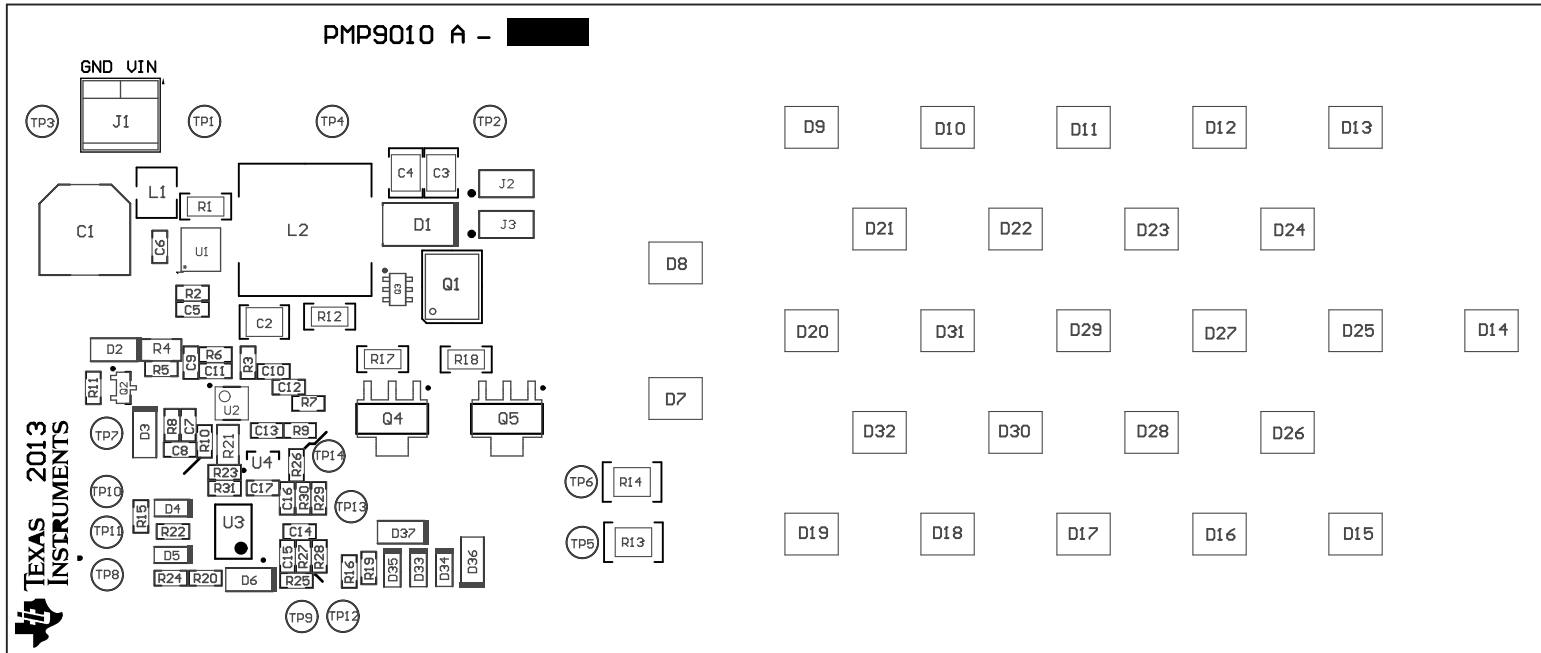 PMP9010 A -
GND VIN
TP3
J1
TP1
TP4
TP2
D9
D10
D11
D12
D13
C4
C3
J2
L1
R1
C1
L2
D1
J3
D21
D22
D23
D24
C6
U1
D8
Q3
Q1
R2
C5
C2
R12
D20
D31
D29
D27
D25
D14
D2
R4
C9
R6
R3
R17
R18
R5
C11
C10
R11
Q2
C12
U2
R7
D7
Q4
Q5
TP7
D3
R8
C7
R10
R21
C13
R9
D32
D30
D28
D26
C8
U4
R26
TP14
R23
R31
C17
TP6
R14
TP10
C16
R30
R29
TP13
R15
D4
TP11
R22
U3
C14
D37
TP5
R13
D19
D18
D17
D16
D15
D5
C15
R27
R28
TP8
R24
R20
D6
R25
R16
R19
D35
D33
D34
D36
TP9
TP12
TEXAS 2013
INSTRUMENTS